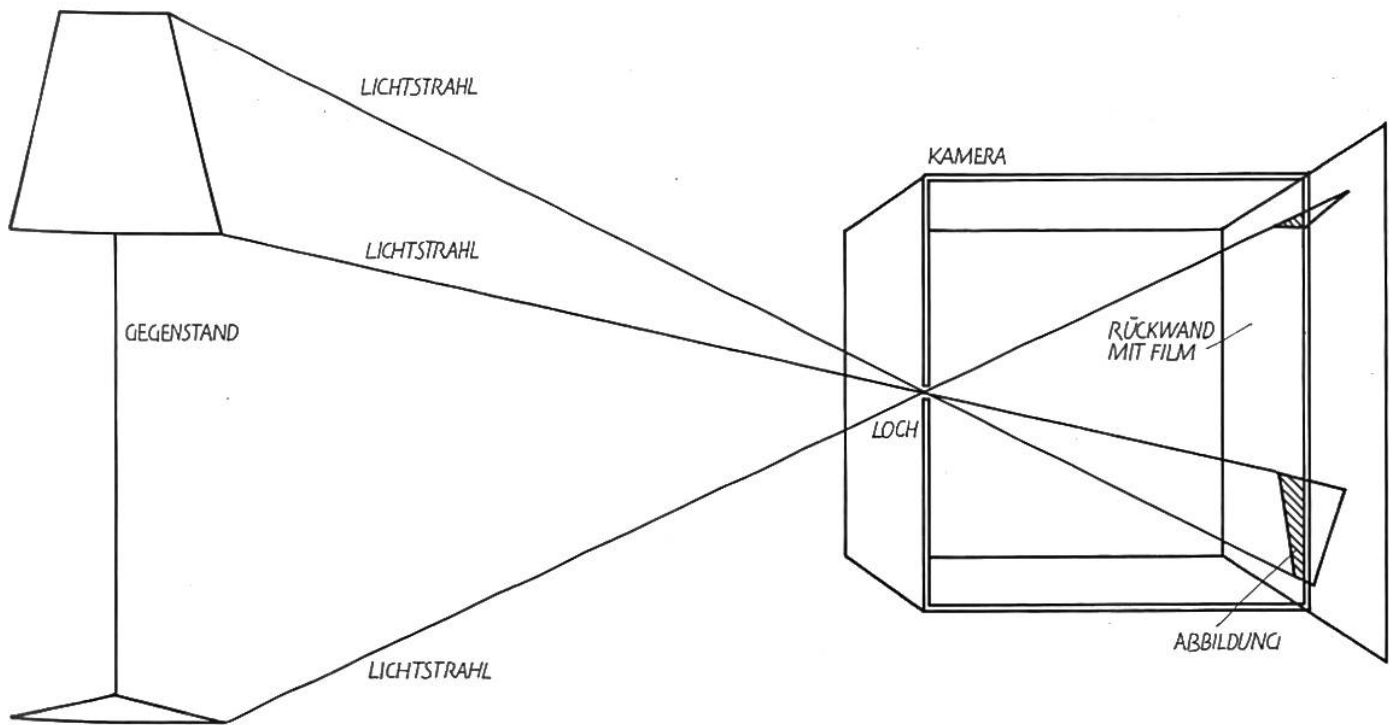 LICHTSTRAHL
KAMERA
LICHTSTRAHL
GEGENSTAND
RÜCKWAND
MIT FILM
LOCH
ABBILDUNG
LICHTSTRAHL